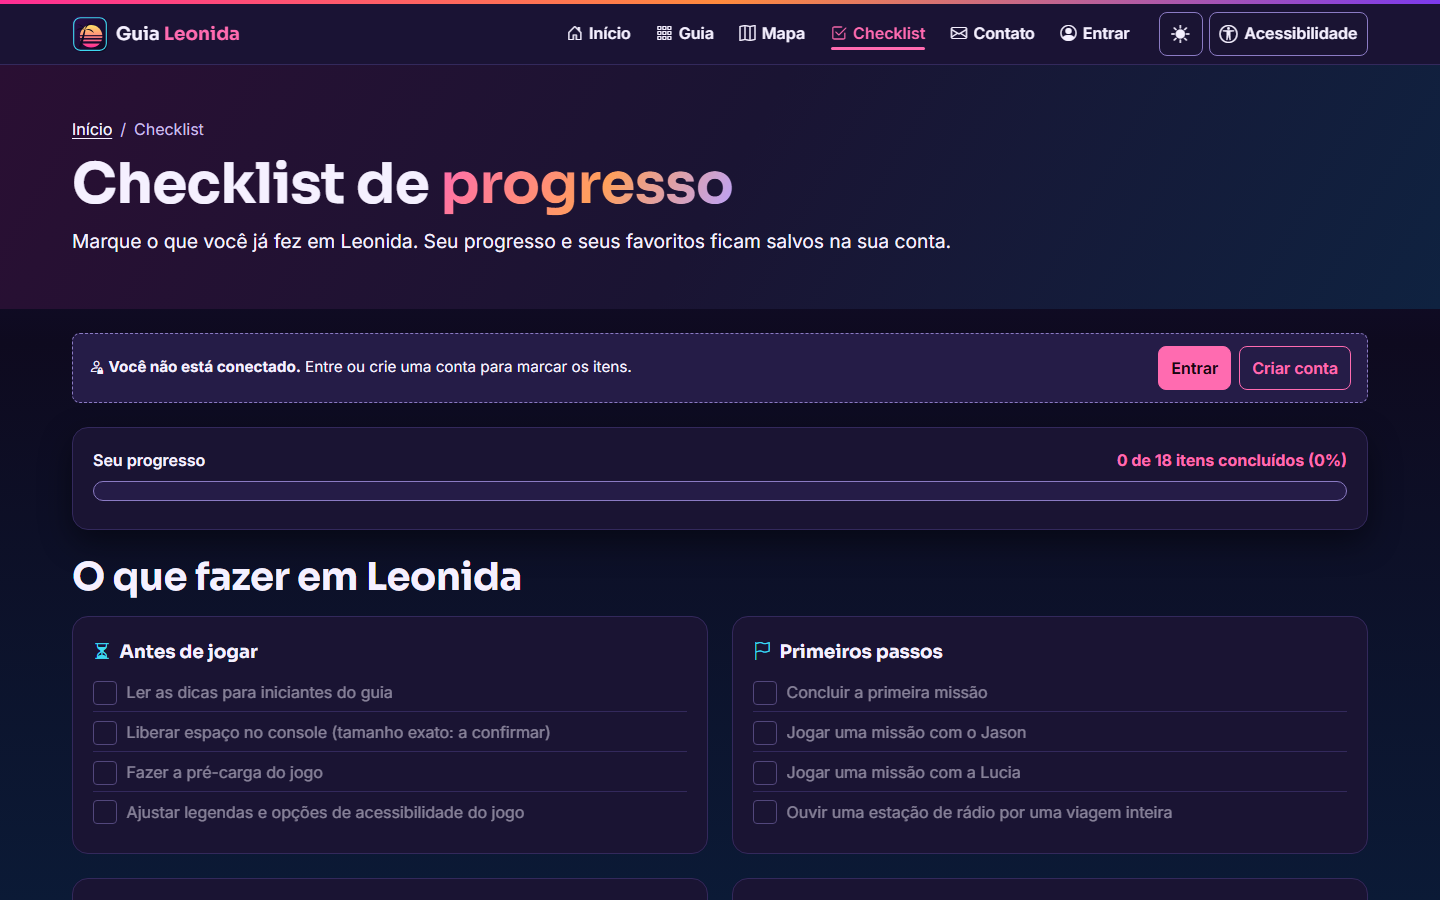 Guia Leonida
Início
Guia
Mapa
Checklist
Contato
Entrar
Acessibilidade
Início / Checklist
Checklist de progresso
Marque o que você já fez em Leonida. Seu progresso e seus favoritos ficam salvos na sua conta.
Você não está conectado. Entre ou crie uma conta para marcar os itens.
Entrar
Criar conta
Seu progresso
0 de 18 itens concluídos (0%)
O que fazer em Leonida
Antes de jogar
Ler as dicas para iniciantes do guia
Liberar espaço no console (tamanho exato: a confirmar)
Fazer a pré-carga do jogo
Ajustar legendas e opções de acessibilidade do jogo
Primeiros passos
Concluir a primeira missão
Jogar uma missão com o Jason
Jogar uma missão com a Lucia
Ouvir uma estação de rádio por uma viagem inteira